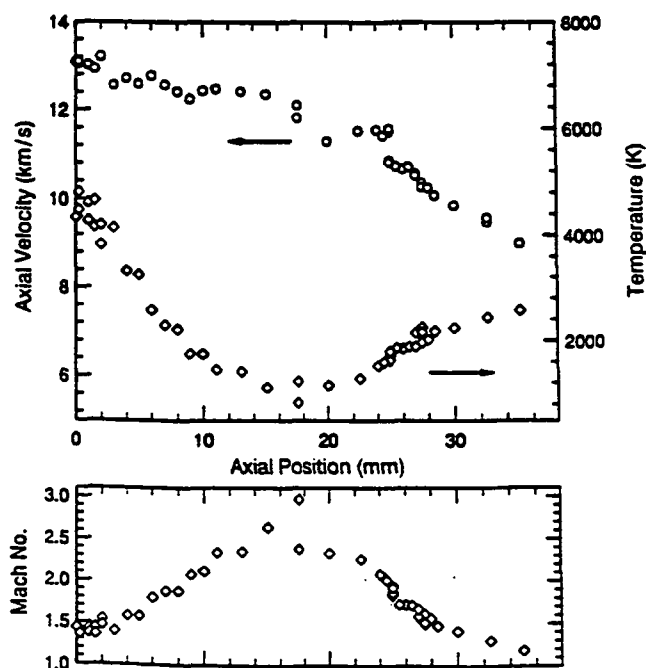 14
12
10
8
6
Axial Velocity (km/s)
8000
6000
4000
2000
Temperature (K)
0 10 20 30
Axial Position (mm)
3.0
2.5
2.0
1.5
1.0
Mach No.